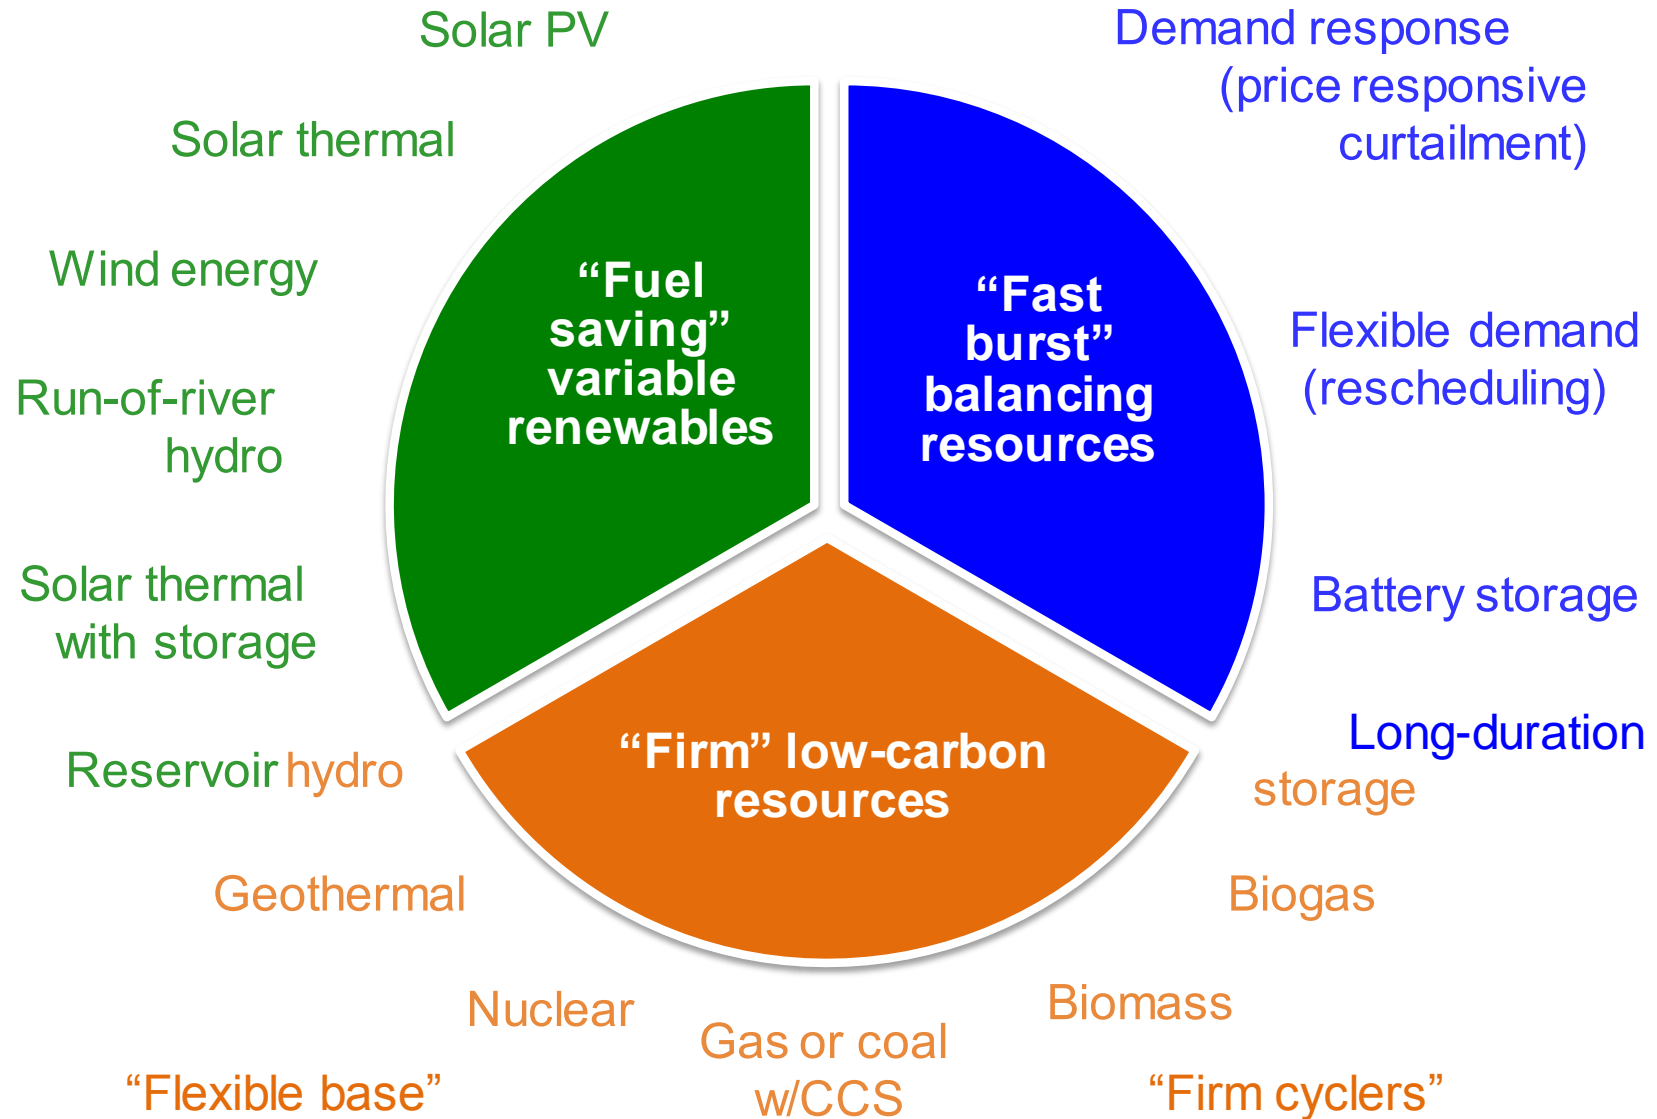 Solar PV
Solar thermal
Wind energy
Run-of-river
hydro
Solar thermal
with storage
Reservoir hydro
Geothermal
Nuclear
“Flexible base”
Gas or coal
w/CCS
Biomass
“Firm cyclers”
Biogas
Long-duration
storage
Battery storage
Flexible demand
(rescheduling)
Demand response
(price responsive
curtailment)
“Fuel
saving”
variable
renewables
“Fast
burst”
balancing
resources
“Firm” low-carbon
resources